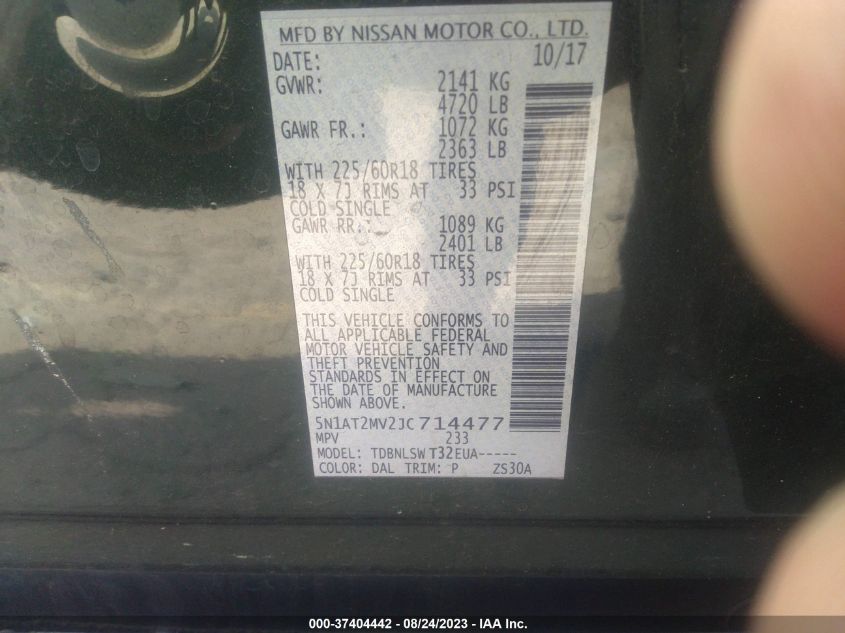 MFD BY NISSAN MOTOR CO., LTD.
DATE: 10/17
GVWR: 2141 KG
4720 LB
GAWR FR.: 1072 KG
2363 LB
WITH 225/60R18 TIRES
18 X 7J RIMS AT 33 PSI
COLD SINGLE
GAWR RR.: 1089 KG
2401 LB
WITH 225/60R18 TIRES
18 X 7J RIMS AT 33 PSI
COLD SINGLE
THIS VEHICLE CONFORMS TO
ALL APPLICABLE FEDERAL
MOTOR VEHICLE SAFETY AND
THEFT PREVENTION
STANDARDS IN EFFECT ON
THE DATE OF MANUFACTURE
SHOWN ABOVE.
5N1AT2MV2JC714477
MPV 233
MODEL: TDBNLSW T32EUA-----
COLOR: DAL TRIM: P ZS30A
000-37404442 - 08/24/2023 - IAA Inc.